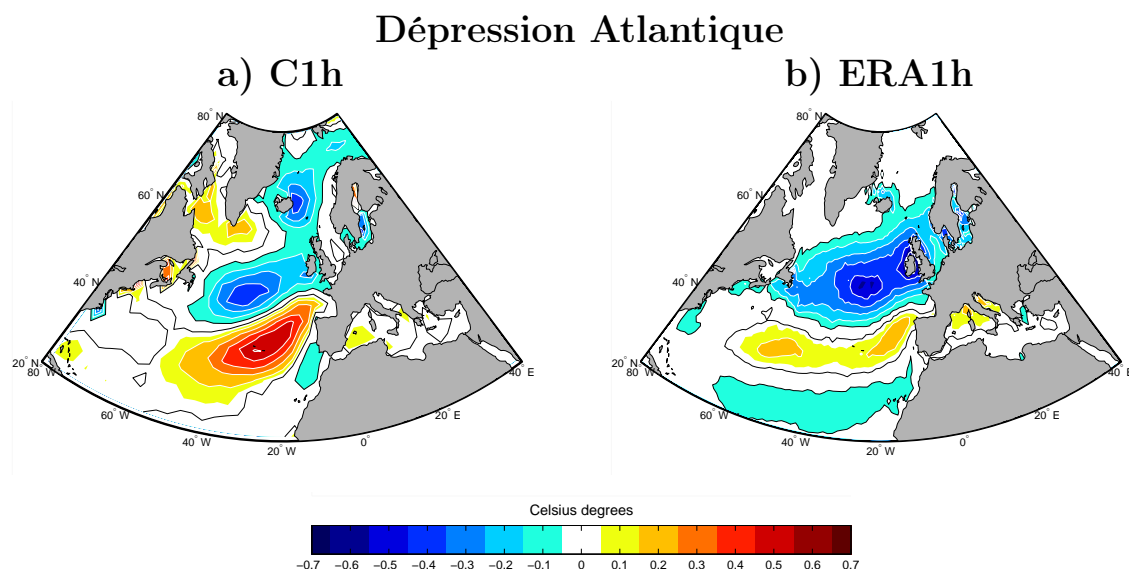 Dépression Atlantique
a) C1h
b) ERA1h
80° N
60° N
40° N
20° N
80° W
60° W
40° W
20° W
0°
20° E
40° E
80° N
60° N
40° N
20° N
80° W
60° W
40° W
20° W
0°
20° E
40° E
Celsius degrees
−0.7 −0.6 −0.5 −0.4 −0.3 −0.2 −0.1 0 0.1 0.2 0.3 0.4 0.5 0.6 0.7